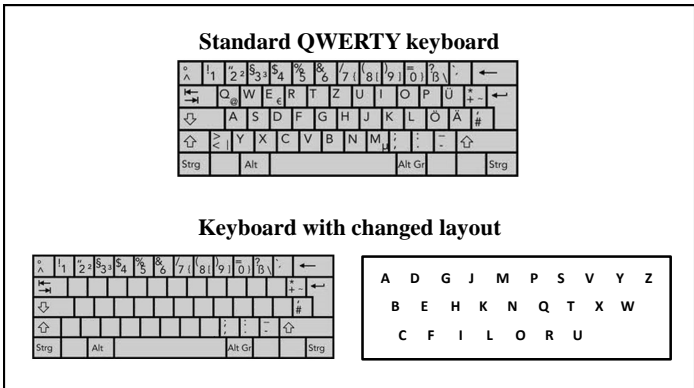 Standard QWERTY keyboard
° ^ ! 1 " 2 ² § 3 ³ $ 4 % 5 & 6 / 7 { ( 8 [ ) 9 ] = 0 } ? ß \ ` ´
Q @ W E € R T Z U I O P Ü * + ~
A S D F G H J K L Ö Ä ' #
> < | Y X C V B N M µ ; , : . _ -
Strg Alt Alt Gr Strg
Keyboard with changed layout
° ^ ! 1 " 2 ² § 3 ³ $ 4 % 5 & 6 / 7 { ( 8 [ ) 9 ] = 0 } ? ß \ ` ´
* + ~
' #
; , : . _ -
Strg Alt Alt Gr Strg
A D G J M P S V Y Z
B E H K N Q T X W
C F I L O R U